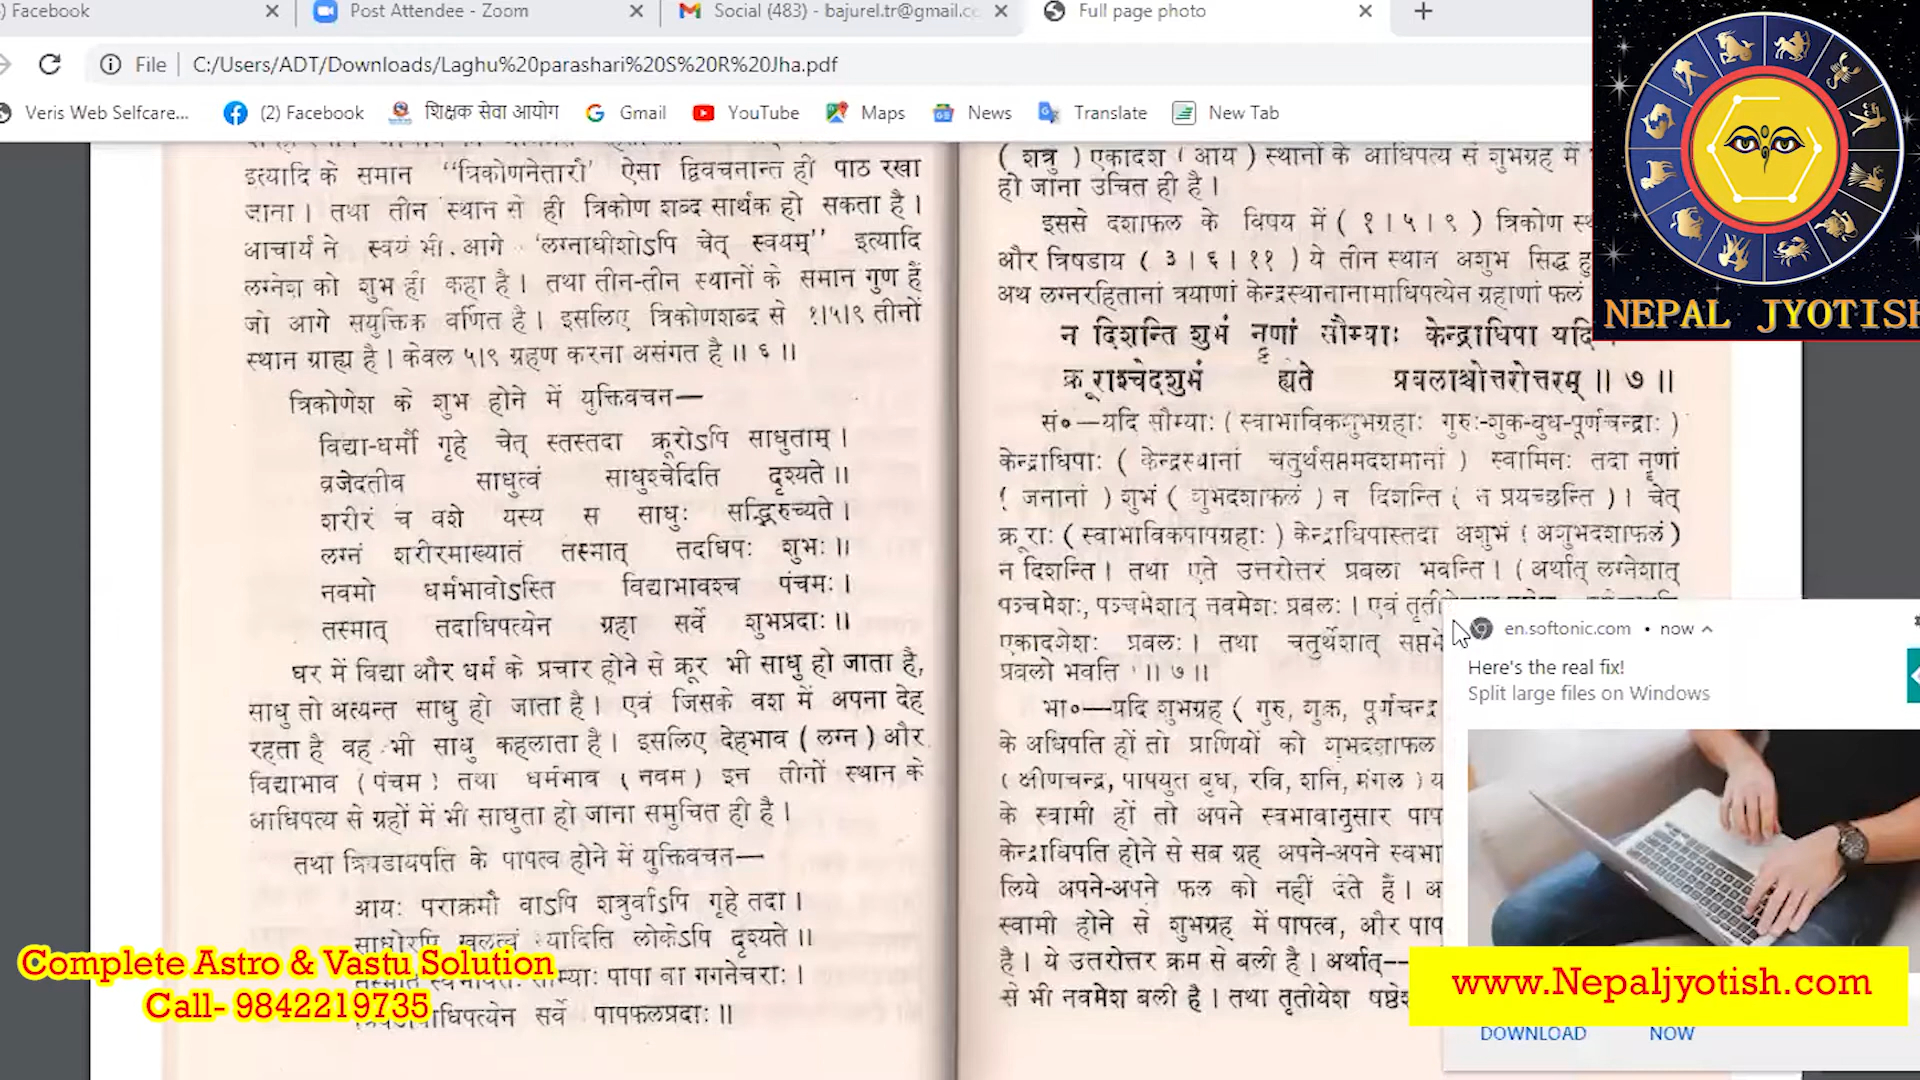 Facebook
Post Attendee - Zoom
Social (483) - bajurel.tr@gmail.c
Full page photo
File
C:/Users/ADT/Downloads/Laghu%20parashari%20S%20R%20Jha.pdf
Veris Web Selfcare...
(2) Facebook
शिक्षक सेवा आयोग
Gmail
YouTube
Maps
News
Translate
New Tab
इत्यादि के समान “त्रिकोणनेतारौ’ ऐसा द्विवचनान्त ही पाठ रखा
जाना। तथा तीन स्थान से ही त्रिकोण शब्द सार्थक हो सकता है।
आचार्य ने स्वयं भी आगे ‘लग्नाधीशोऽपि चेत् स्वयम्” इत्यादि
लग्नेश को शुभ ही कहा है। तथा तीन-तीन स्थानों के समान गुण हैं
जो आगे सयुक्तिक वर्णित है। इसलिए त्रिकोणशब्द से १।५।९ तीनों
स्थान ग्राह्य है। केवल ५।९ ग्रहण करना असंगत है॥ ६॥
त्रिकोणेश के शुभ होने में युक्तिवचन—
विद्या-धर्मौ गृहे चेत् स्तस्तदा क्रूरोऽपि साधुताम्।
व्रजेदतीव साधुत्वं साधुश्चेदिति दृश्यते॥
शरीरं च वशे यस्य स साधुः सद्भिरुच्यते।
लग्नं शरीरमाख्यातं तस्मात् तदधिपः शुभः॥
नवमो धर्मभावोऽस्ति विद्याभावश्च पंचमः।
तस्मात् तदाधिपत्येन ग्रहा सर्वे शुभप्रदाः॥
घर में विद्या और धर्म के प्रचार होने से क्रूर भी साधु हो जाता है,
साधु तो अत्यन्त साधु हो जाता है। एवं जिसके वश में अपना देह
रहता है वह भी साधु कहलाता है। इसलिए देहभाव (लग्न) और
विद्याभाव (पंचम) तथा धर्मभाव (नवम) इन तीनों स्थान के
आधिपत्य से ग्रहों में भी साधुता हो जाना समुचित ही है।
तथा त्रिषडायपति के पापत्व होने में युक्तिवचन—
आयः पराक्रमौ वाऽपि शत्रुर्वाऽपि गृहे तदा।
साधोरपि खलत्वं स्यादिति लोकेऽपि दृश्यते॥
पापा वा गगनेचराः।
सर्वे पापफलप्रदाः॥
(शत्रु) एकादश (आय) स्थानों के आधिपत्य से शुभग्रह में
हो जाना उचित ही है।
इससे दशाफल के विषय में (१।५।९) त्रिकोण
और त्रिषडाय (३।६।११) ये तीन स्थान अशुभ सिद्ध
अथ लग्नरहितानां त्रयाणां केन्द्रस्थानानामाधिपत्येन ग्रहाणां फलं
न दिशन्ति शुभं नृणां सौम्याः केन्द्राधिपा यदि
क्रूराश्चेदशुभं ह्येते प्रबलाश्चोत्तरोत्तरम्॥ ७॥
सं०—यदि सौम्याः (स्वाभाविकशुभग्रहाः गुरुः-शुक्र-बुध-पूर्णचन्द्राः)
केन्द्राधिपाः (केन्द्रस्थानां चतुर्थसप्तमदशमानां) स्वामिनः तदा नृणां
(जनानां) शुभं (शुभदशाफलं) न दिशन्ति (न प्रयच्छन्ति)। चेत्
क्रूराः (स्वाभाविकपापग्रहाः) केन्द्राधिपास्तदा अशुभं (अशुभदशाफलं)
न दिशन्ति। तथा एते उत्तरोत्तरं प्रबला भवन्ति। (अर्थात् लग्नेशात्
पञ्चमेशः, पञ्चमेशात् नवमेशः प्रबलः। एवं
एकादशेशः प्रबलः। तथा चतुर्थेशात्
प्रबलो भवति ॥ ७॥
भा०—यदि शुभग्रह (गुरु, शुक्र, पूर्णचन्द्र
के अधिपति हों तो प्राणियों को शुभदशाफल
(क्षीणचन्द्र, पापयुत बुध, रवि, शनि, मंगल)
के स्वामी हों तो अपने स्वभावानुसार पाप
केन्द्राधिपति होने से सब ग्रह अपने-अपने
लिये अपने-अपने फल को नहीं देते हैं।
स्वामी होने से शुभग्रह में पापत्व, और पाप
है। ये उत्तरोत्तर क्रम से बली है। अर्थात्—
से भी नवमेश बली है। तथा तृतीयेश
NEPAL JYOTISH
en.softonic.com • now
Here's the real fix!
Split large files on Windows
DOWNLOAD NOW
Complete Astro & Vastu Solution
Call- 9842219735
www.Nepaljyotish.com